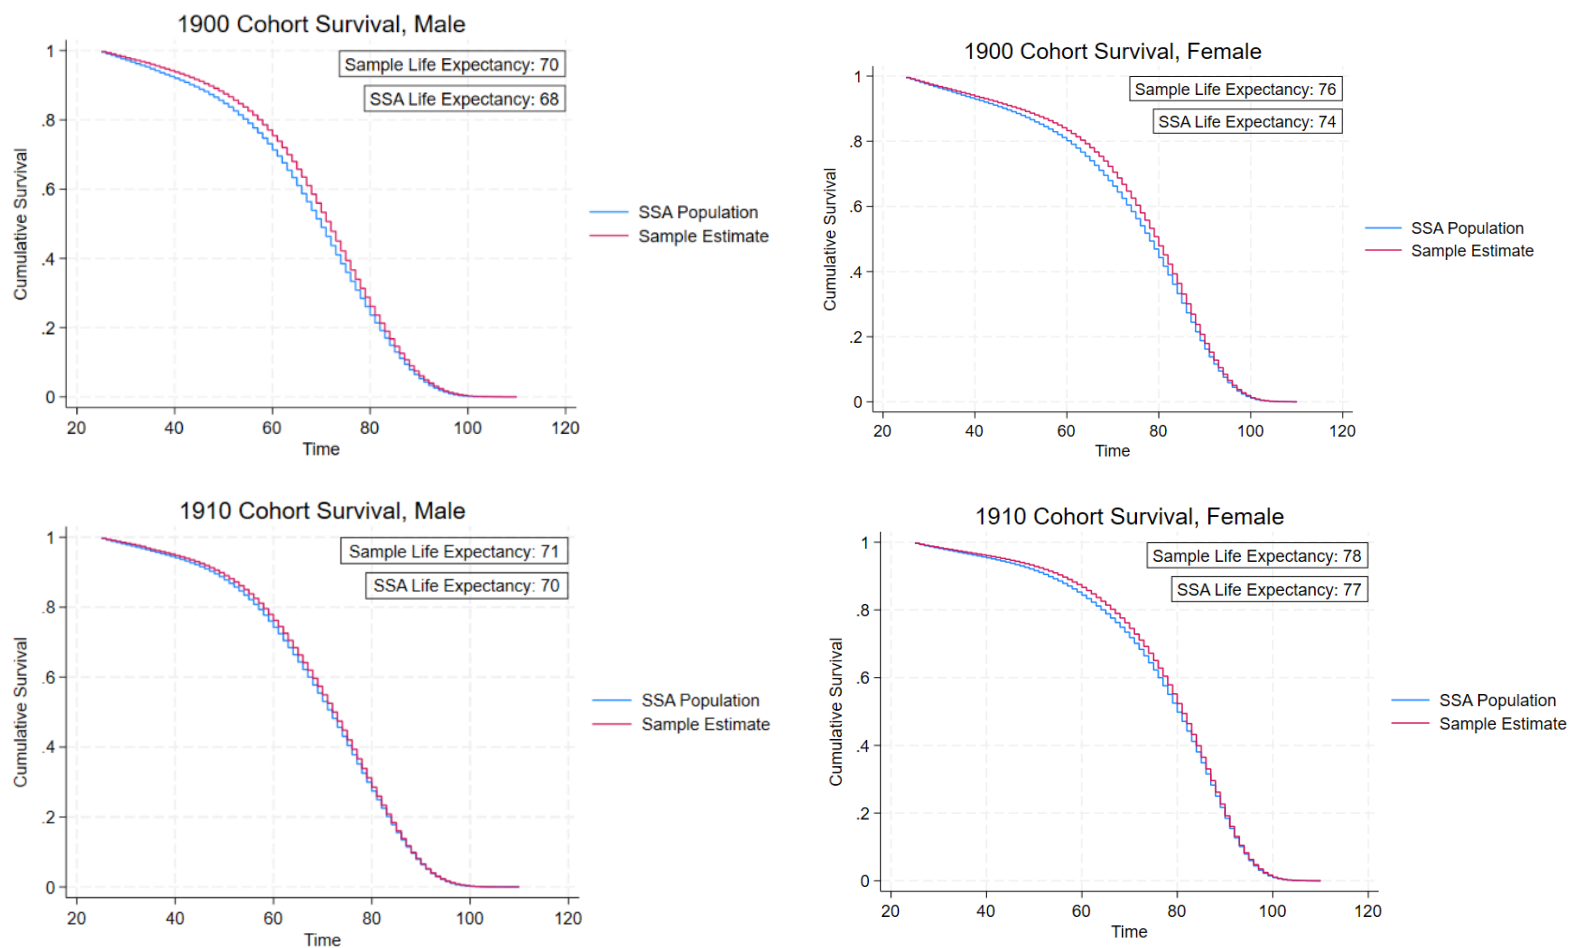 1900 Cohort Survival, Male
Sample Life Expectancy: 70
SSA Life Expectancy: 68
Cumulative Survival
1
.8
.6
.4
.2
0
20 40 60 80 100 120
Time
SSA Population
Sample Estimate
1900 Cohort Survival, Female
Sample Life Expectancy: 76
SSA Life Expectancy: 74
Cumulative Survival
1
.8
.6
.4
.2
0
20 40 60 80 100 120
Time
SSA Population
Sample Estimate
1910 Cohort Survival, Male
Sample Life Expectancy: 71
SSA Life Expectancy: 70
Cumulative Survival
1
.8
.6
.4
.2
0
20 40 60 80 100 120
Time
SSA Population
Sample Estimate
1910 Cohort Survival, Female
Sample Life Expectancy: 78
SSA Life Expectancy: 77
Cumulative Survival
1
.8
.6
.4
.2
0
20 40 60 80 100 120
Time
SSA Population
Sample Estimate